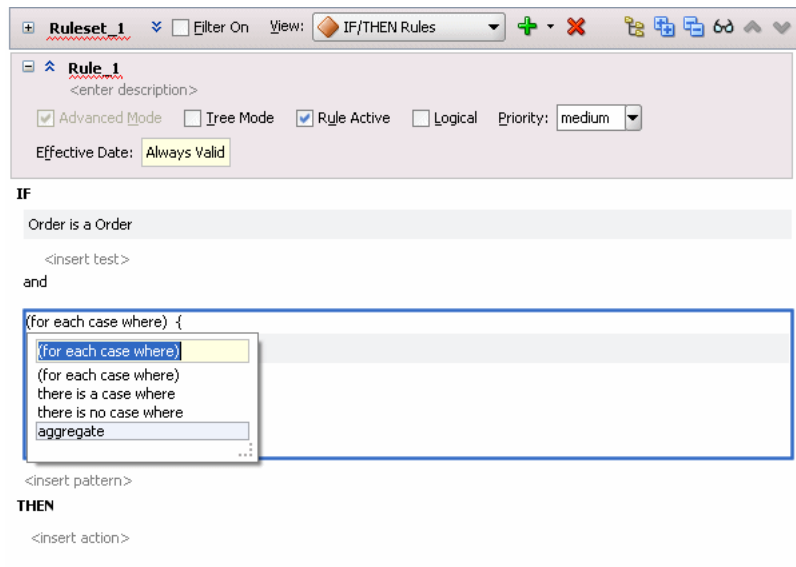 Ruleset_1 Filter On View: IF/THEN Rules
Rule_1
<enter description>
Advanced Mode Tree Mode Rule Active Logical Priority: medium
Effective Date: Always Valid
IF
Order is a Order
<insert test>
and
(for each case where) {
(for each case where)
(for each case where)
there is a case where
there is no case where
aggregate
<insert pattern>
THEN
<insert action>